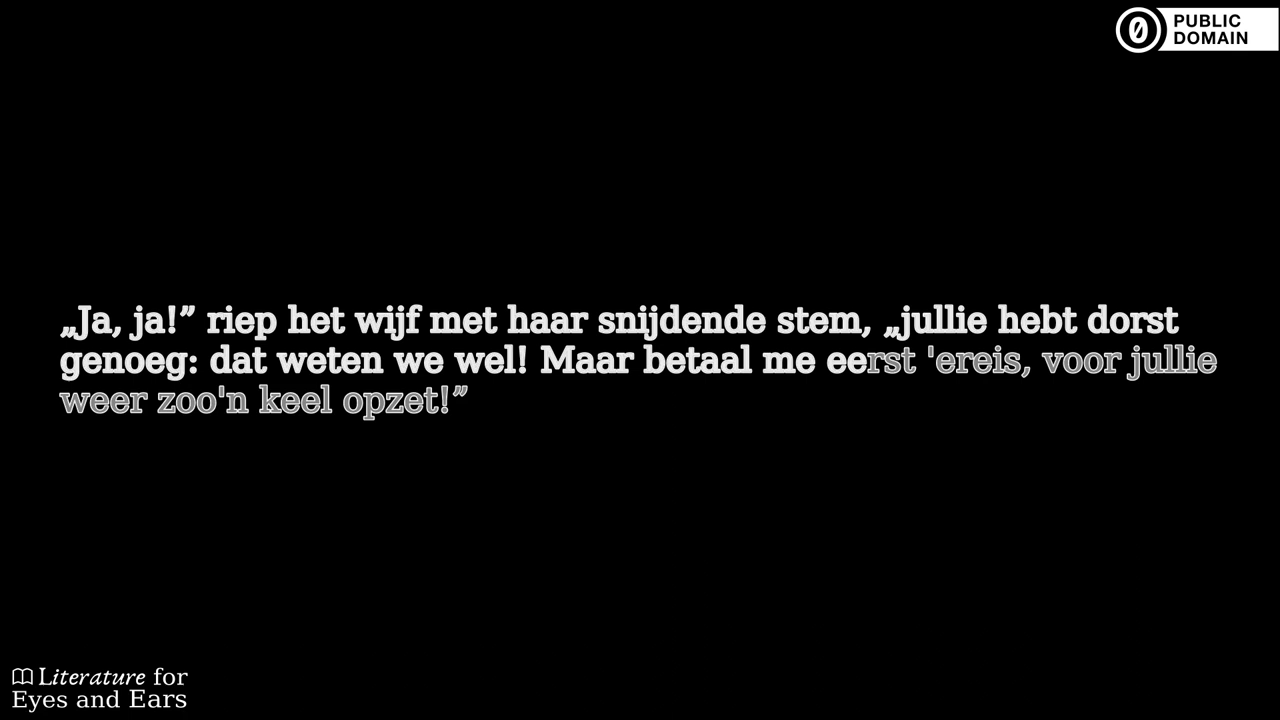 PUBLIC
DOMAIN
„Ja, ja!” riep het wijf met haar snijdende stem, „jullie hebt dorst
genoeg: dat weten we wel! Maar betaal me eerst 'ereis, voor jullie
weer zoo'n keel opzet!”
Literature for
Eyes and Ears